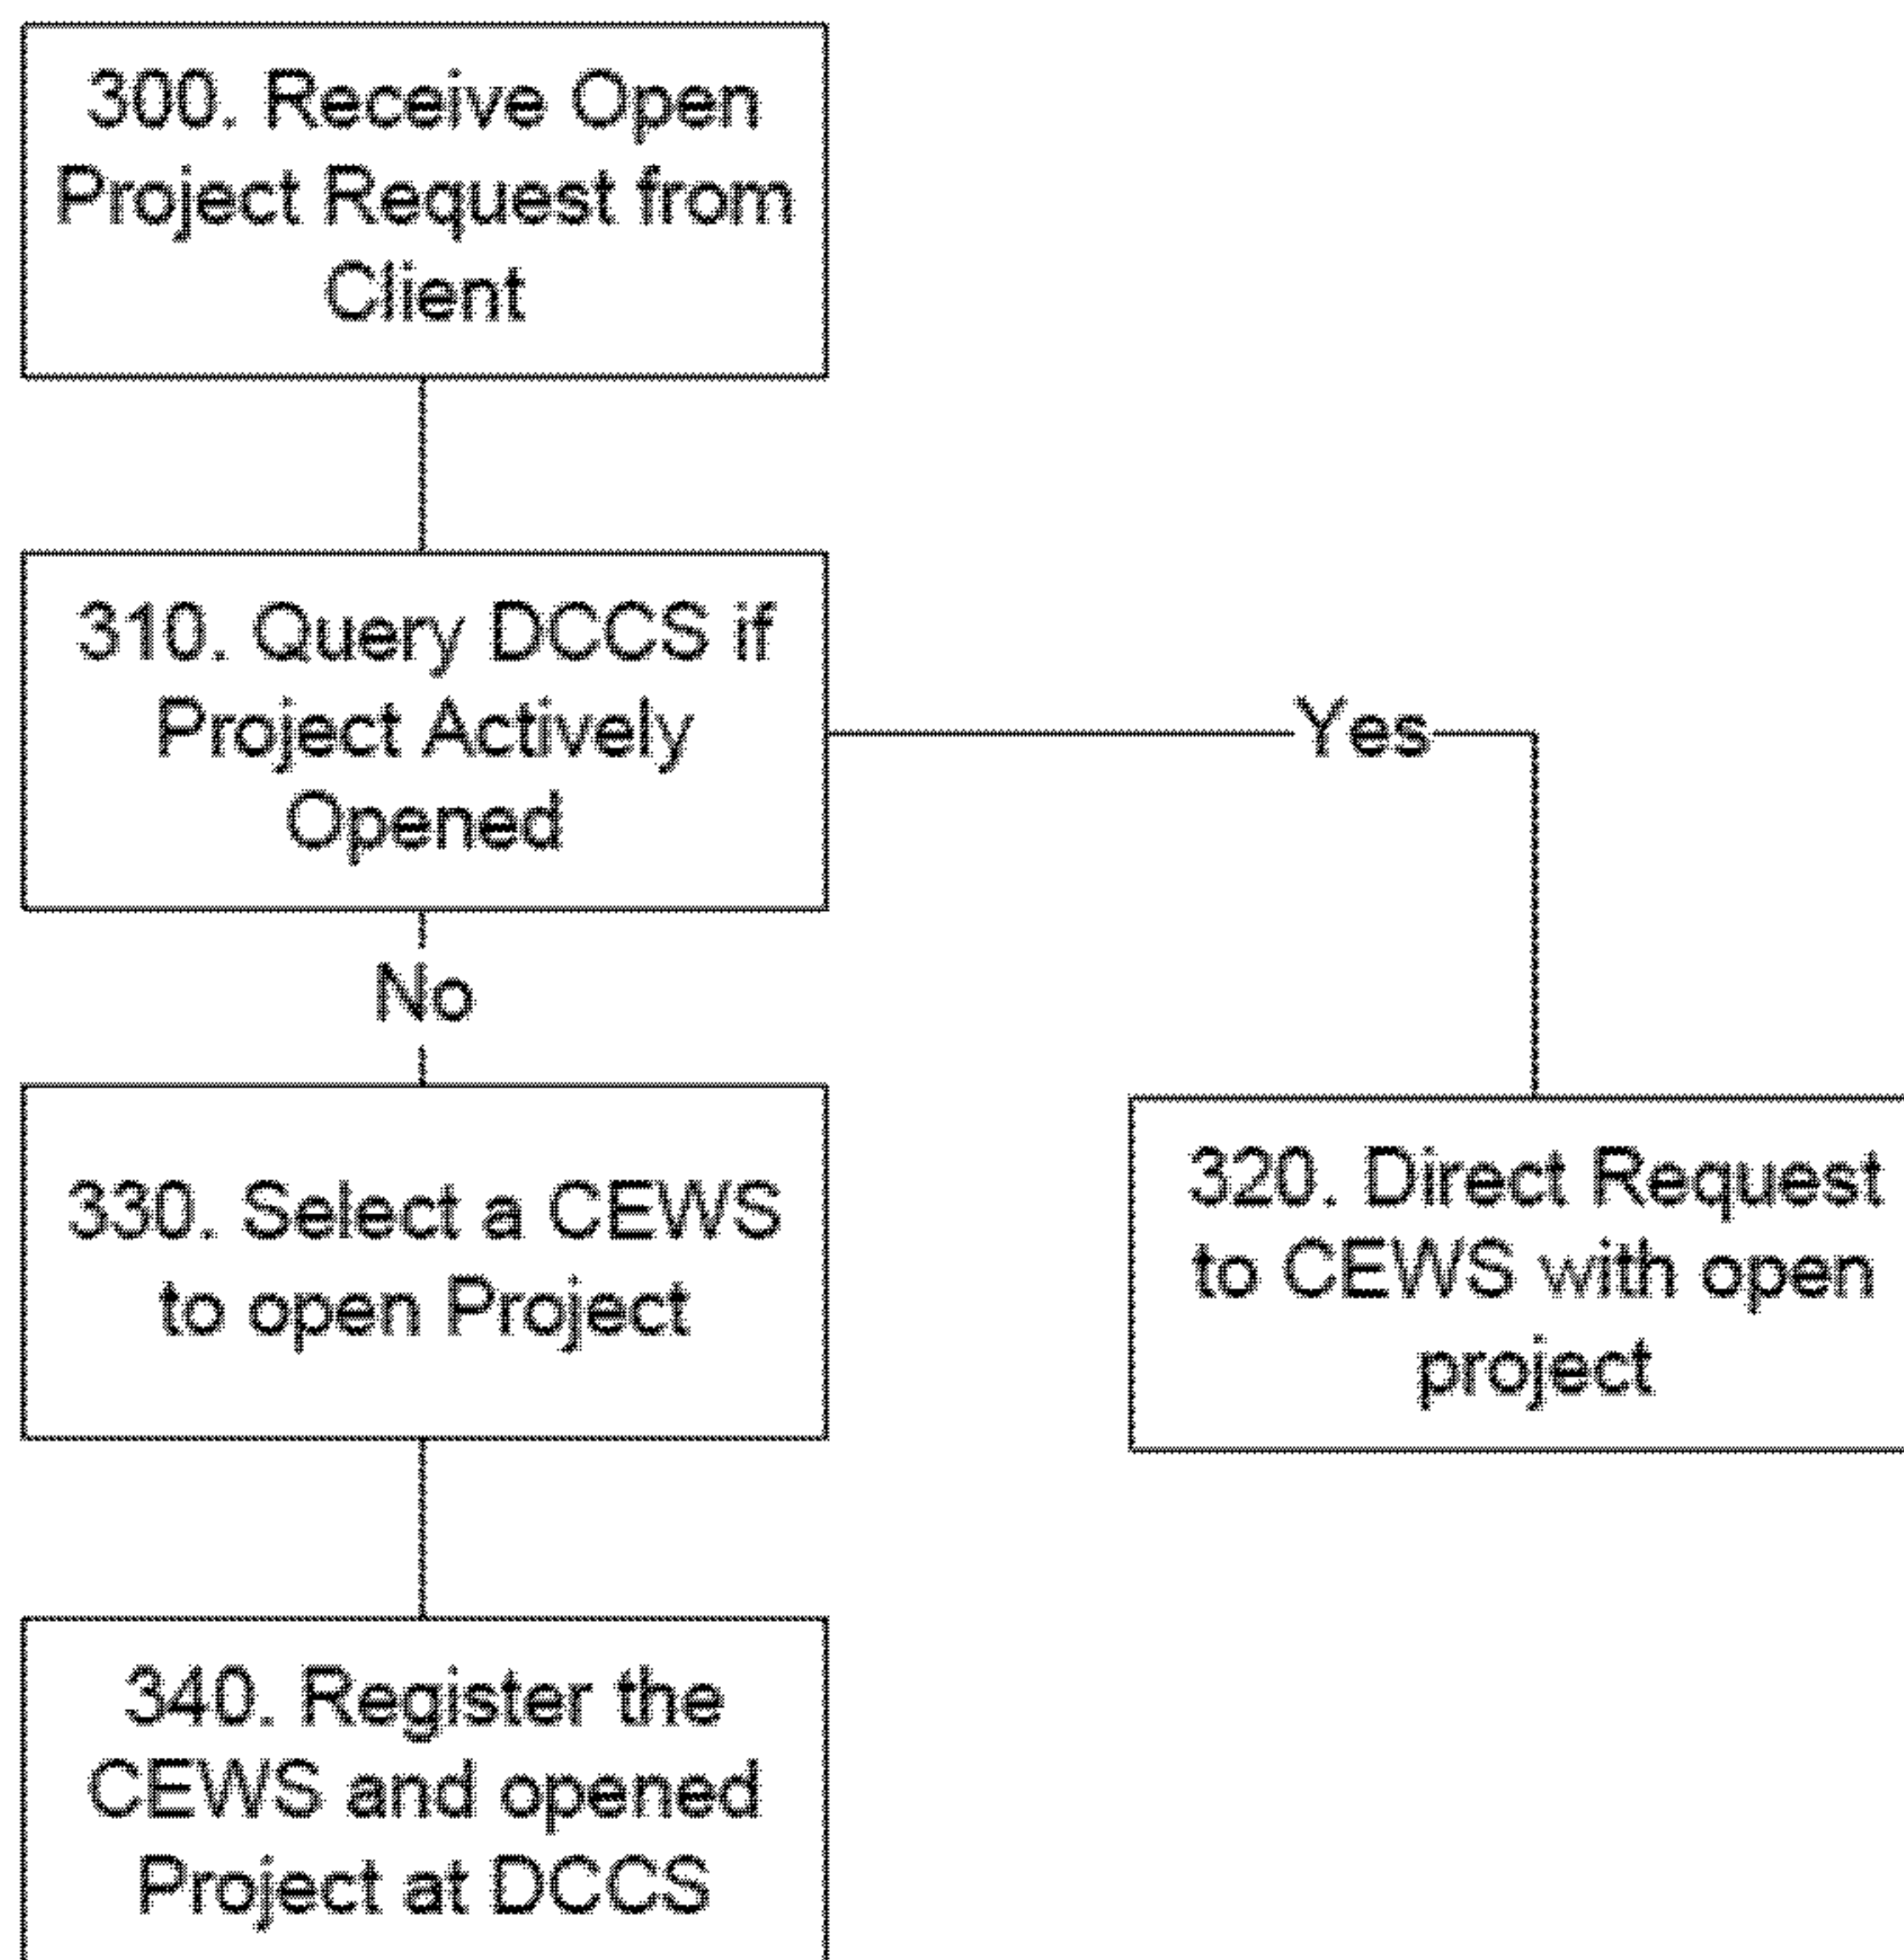 300. Receive Open
Project Request from
Client
310. Query DCCS if
Project Actively
Opened
Yes
No
330. Select a CEWS
to open Project
320. Direct Request
to CEWS with open
project
340. Register the
CEWS and opened
Project at DCCS